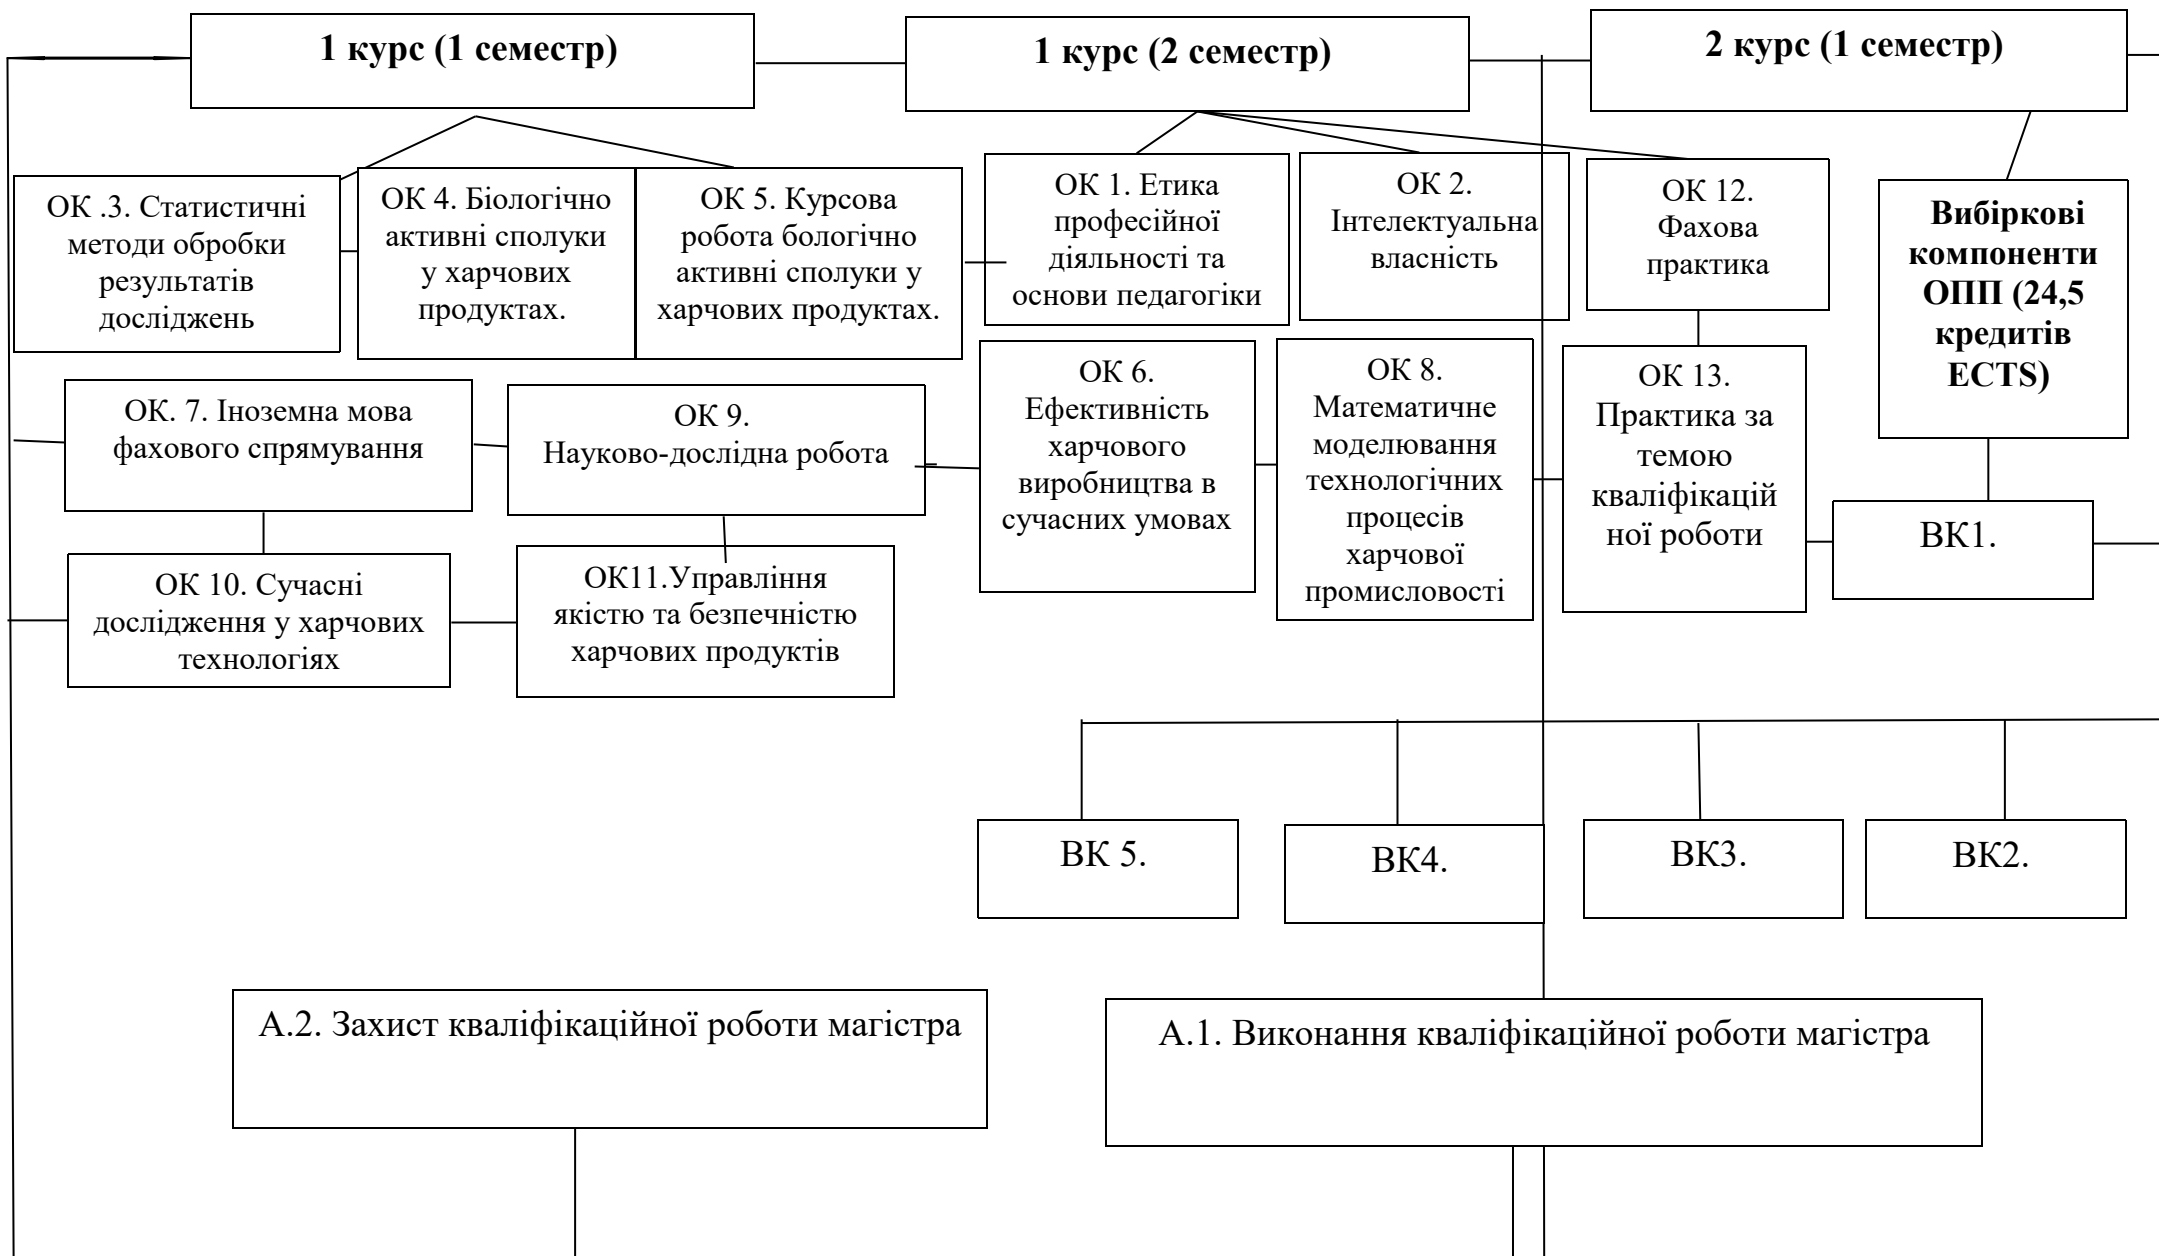 1 курс (1 семестр)
1 курс (2 семестр)
2 курс (1 семестр)
ОК .3. Статистичні
методи обробки
результатів
досліджень
ОК 4. Біологічно
активні сполуки
у харчових
продуктах.
ОК 5. Курсова
робота бологічно
активні сполуки у
харчових продуктах.
ОК 1. Етика
професійної
діяльності та
основи педагогіки
ОК 2.
Інтелектуальна
власність
ОК 12.
Фахова
практика
Вибіркові
компоненти
ОПП (24,5
кредитів
ECTS)
ОК. 7. Іноземна мова
фахового спрямування
ОК 9.
Науково-дослідна робота
ОК 6.
Ефективність
харчового
виробництва в
сучасних умовах
ОК 8.
Математичне
моделювання
технологічних
процесів
харчової
промисловості
ОК 13.
Практика за
темою
кваліфікацій
ної роботи
ВК1.
ОК 10. Сучасні
дослідження у харчових
технологіях
ОК11.Управління
якістю та безпечністю
харчових продуктів
ВК 5.
ВК4.
ВК3.
ВК2.
А.2. Захист кваліфікаційної роботи магістра
А.1. Виконання кваліфікаційної роботи магістра